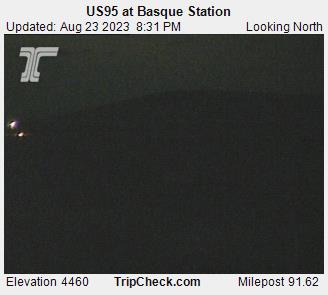 US95 at Basque Station
Updated: Aug 23 2023 8:31 PM Looking North
Elevation 4460 TripCheck.com Milepost 91.62